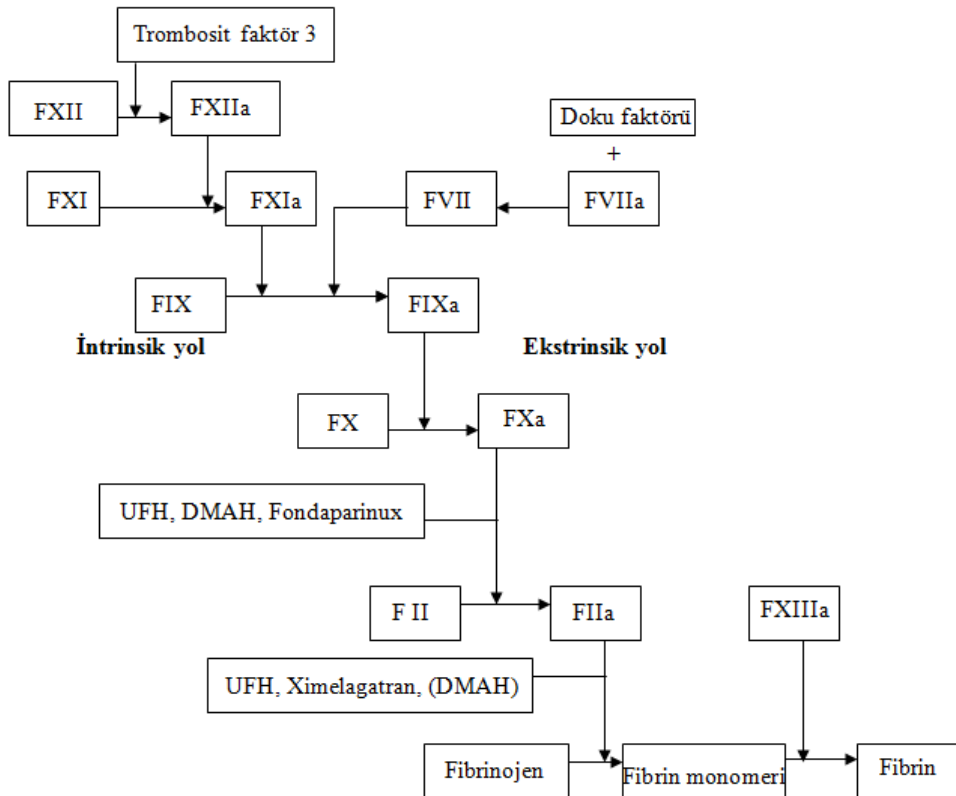 Trombosit faktör 3
FXII
FXIIa
Doku faktörü
+
FXI
FXIa
FVII
FVIIa
FIX
FIXa
İntrinsik yol
Ekstrinsik yol
FX
FXa
UFH, DMAH, Fondaparinux
F II
FIIa
FXIIIa
UFH, Ximelagatran, (DMAH)
Fibrinojen
Fibrin monomeri
Fibrin